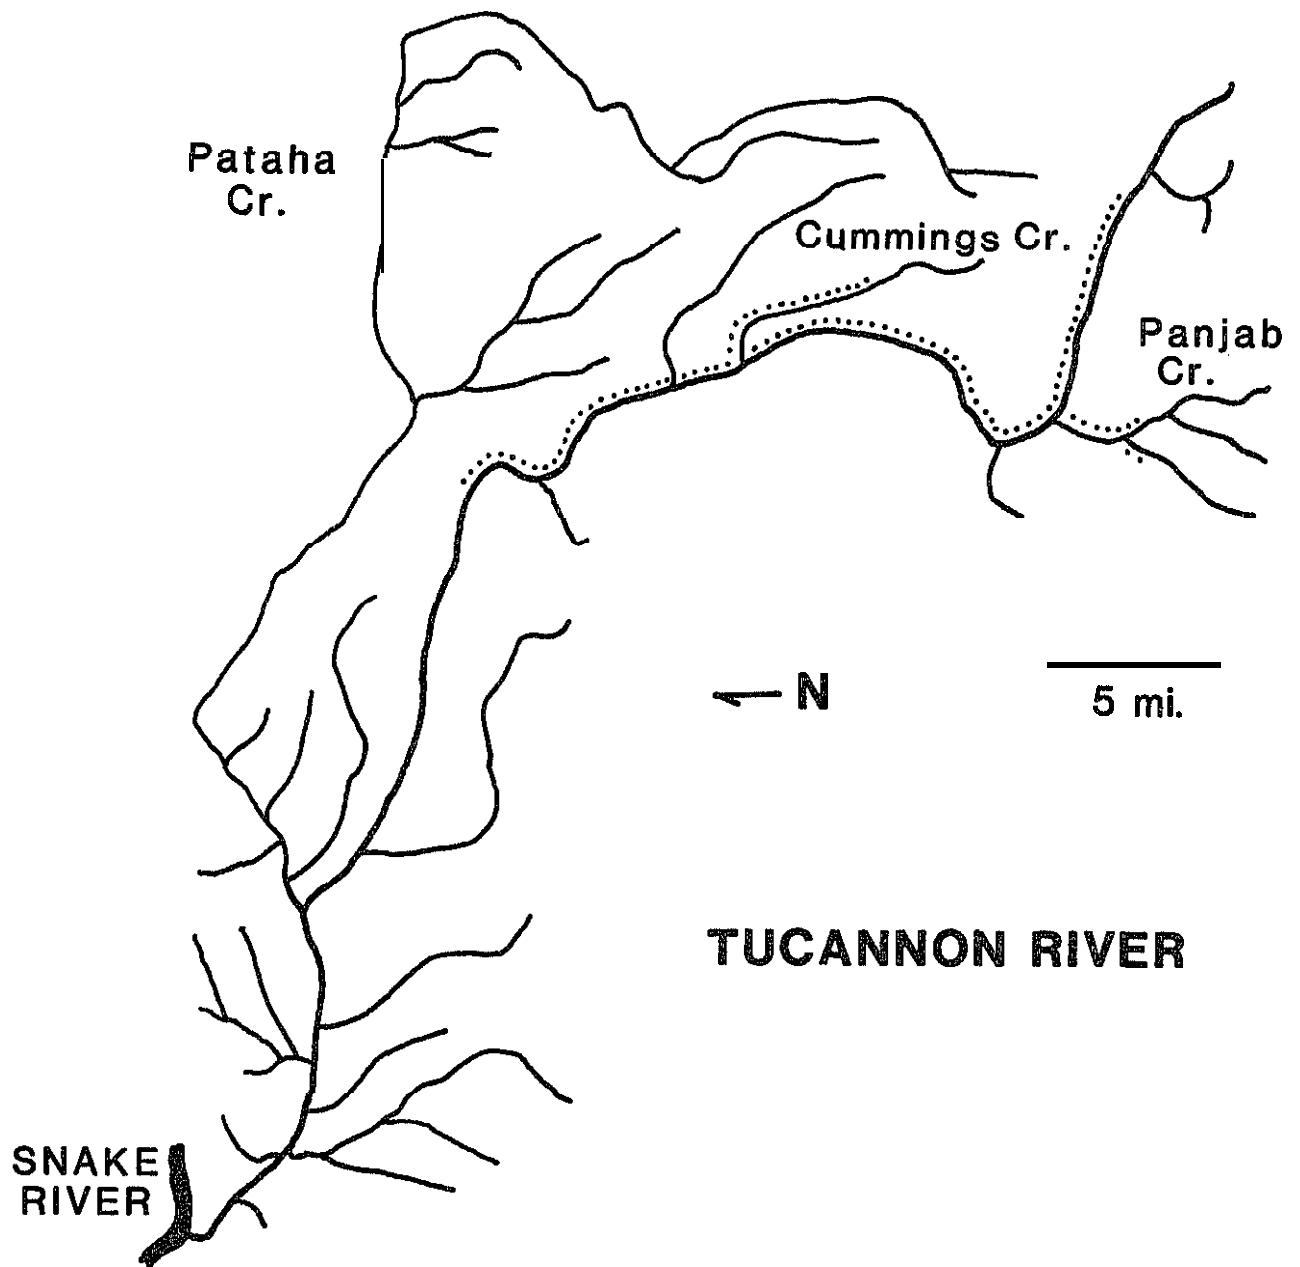 Pataha
Cr.
Cummings Cr.
Panjab
Cr.
N
5 mi.
TUCANNON RIVER
SNAKE
RIVER